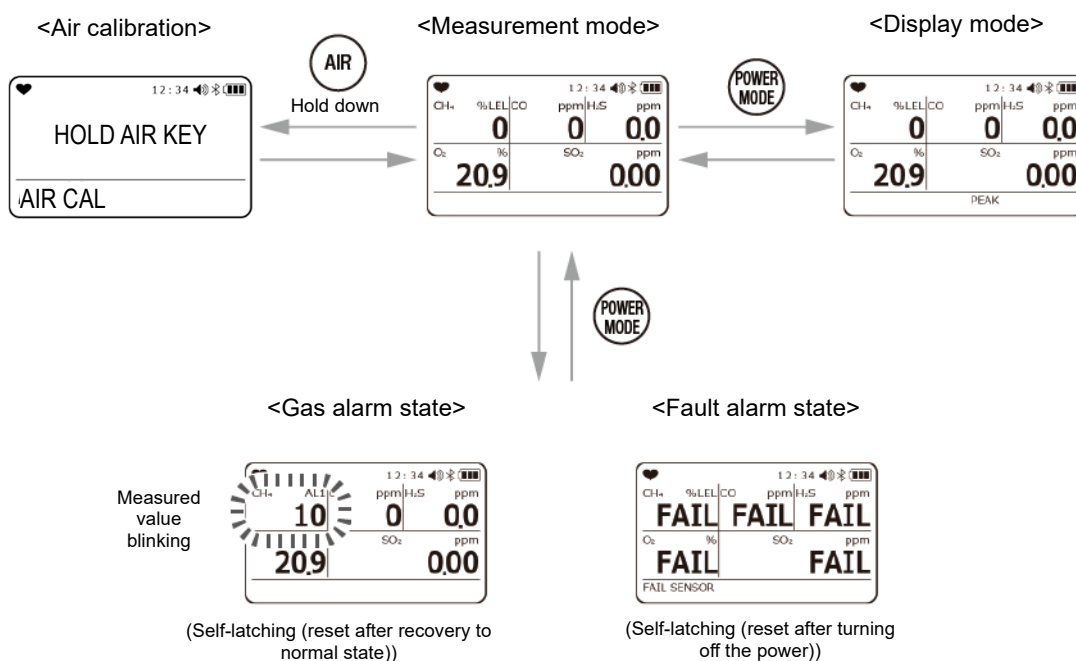 <Air calibration>
<Measurement mode>
<Display mode>
AIR
Hold down
POWER
MODE
12:34
HOLD AIR KEY
AIR CAL
12:34
CH₄ %LEL CO ppm H₂S ppm
0 0 0.0
O₂ % SO₂ ppm
20.9 0.00
12:34
CH₄ %LEL CO ppm H₂S ppm
0 0 0.0
O₂ % SO₂ ppm
20.9 0.00
PEAK
POWER
MODE
<Gas alarm state>
<Fault alarm state>
Measured
value
blinking
12:34
CH₄ AL1 ppm H₂S ppm
10 0 0.0
SO₂ ppm
20.9 0.00
12:34
CH₄ %LEL CO ppm H₂S ppm
FAIL FAIL FAIL
O₂ % SO₂ ppm
FAIL FAIL
FAIL SENSOR
(Self-latching (reset after recovery to
normal state))
(Self-latching (reset after turning
off the power))